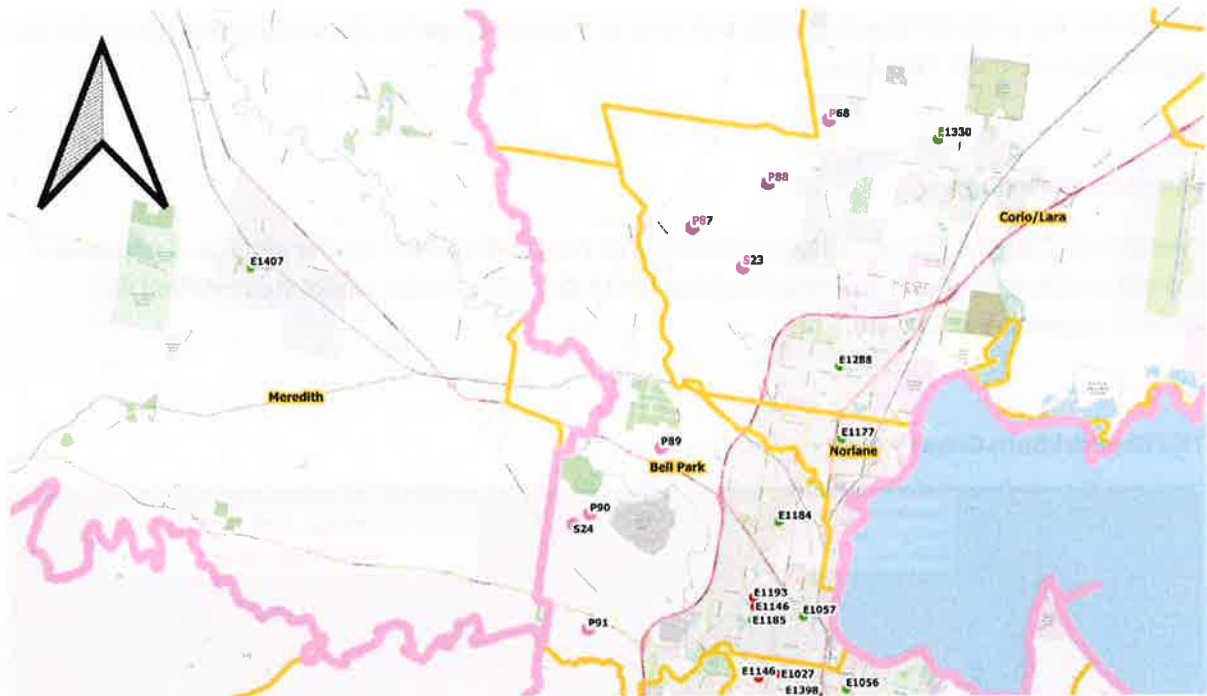 P68
E1330
P88
Corio/Lara
P87
E1407
S23
E1288
Meredith
E1177
P89
Norlane
Bell Park
P90
E1184
S24
E1193
E1146
E1057
E1185
P91
E1146
E1027
E1056
E1398